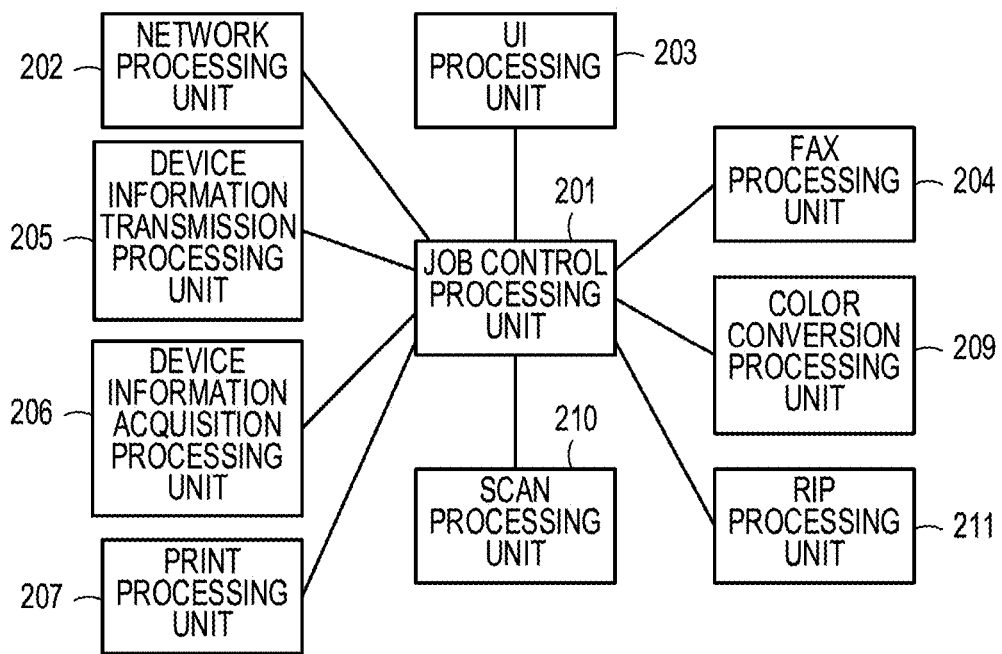 202
NETWORK
PROCESSING
UNIT
UI
PROCESSING
UNIT
203
205
DEVICE
INFORMATION
TRANSMISSION
PROCESSING
UNIT
201
JOB CONTROL
PROCESSING
UNIT
FAX
PROCESSING
UNIT
204
206
DEVICE
INFORMATION
ACQUISITION
PROCESSING
UNIT
COLOR
CONVERSION
PROCESSING
UNIT
209
207
PRINT
PROCESSING
UNIT
210
SCAN
PROCESSING
UNIT
RIP
PROCESSING
UNIT
211